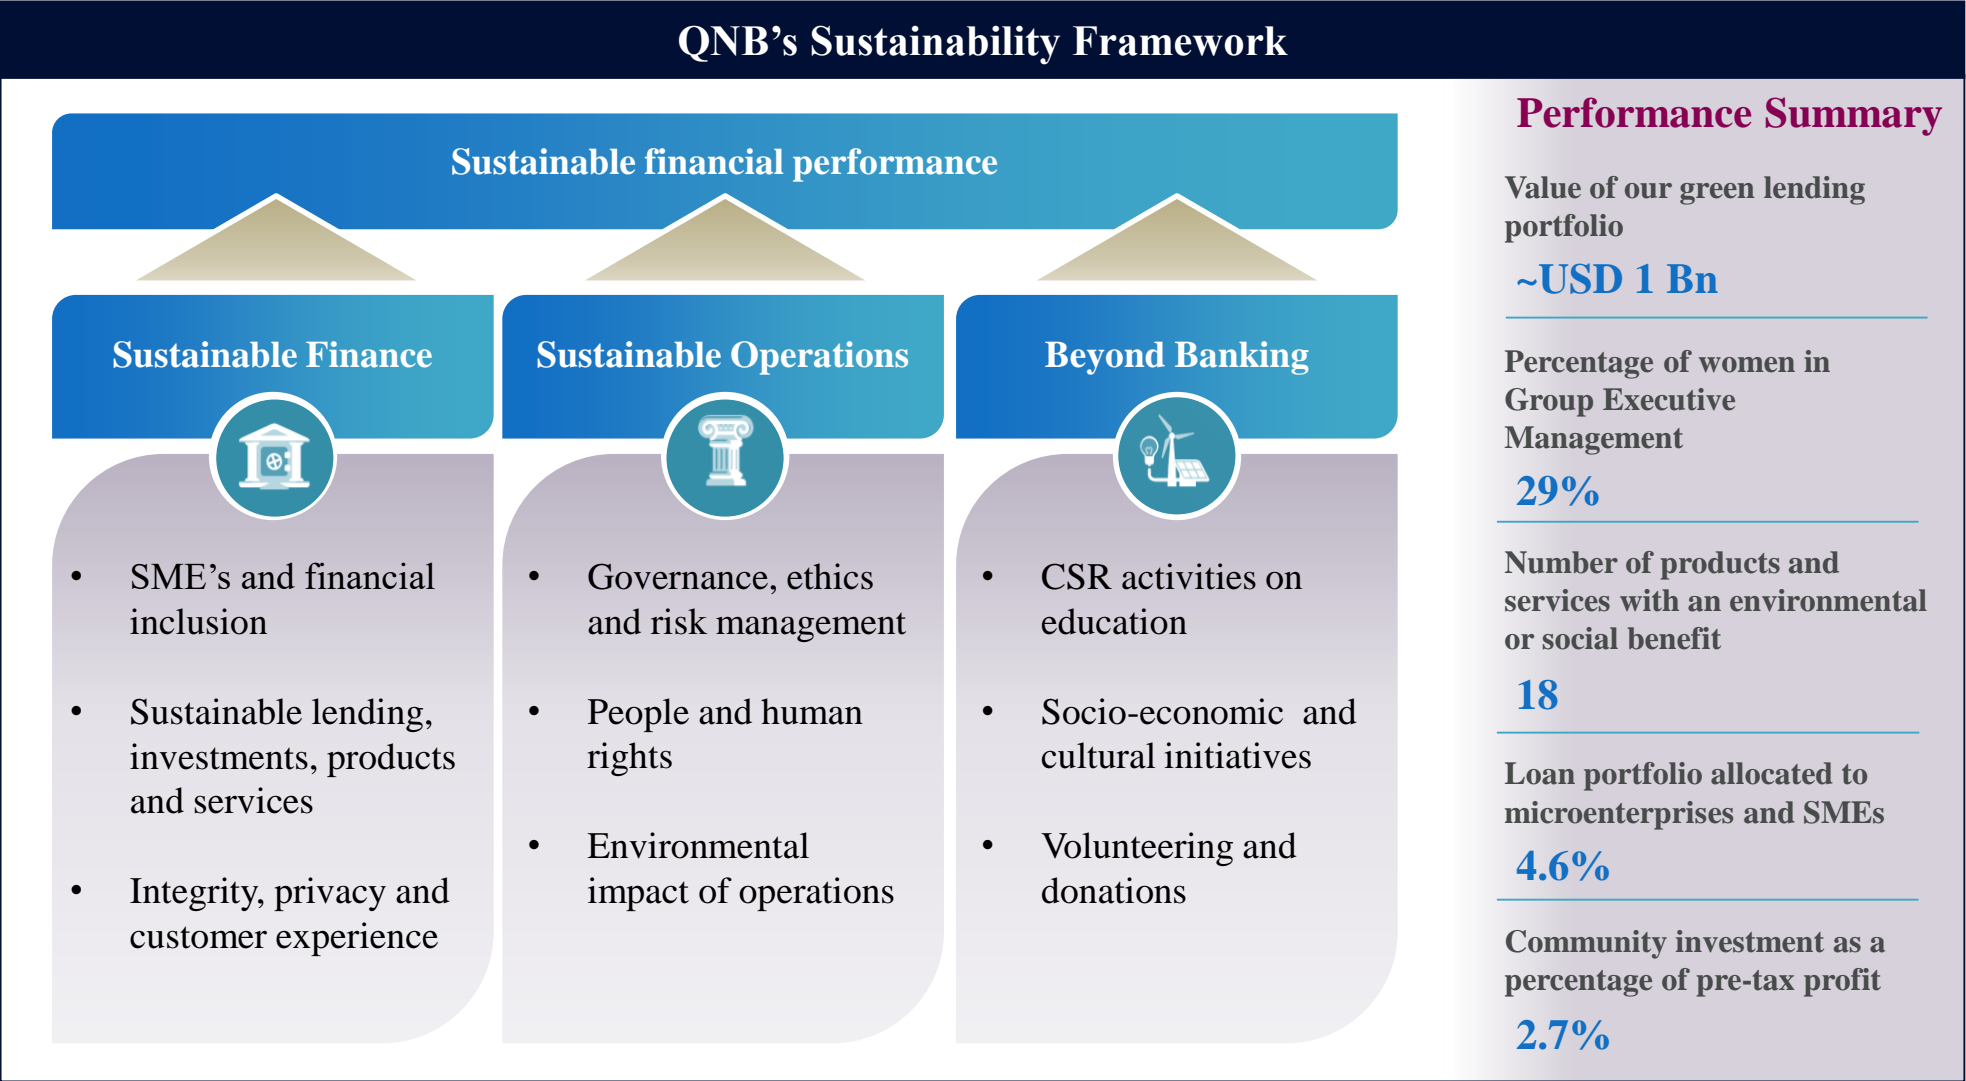 QNB’s Sustainability Framework
Sustainable financial performance
Sustainable Finance
• SME’s and financial
inclusion
• Sustainable lending,
investments, products
and services
• Integrity, privacy and
customer experience
Sustainable Operations
• Governance, ethics
and risk management
• People and human
rights
• Environmental
impact of operations
Beyond Banking
• CSR activities on
education
• Socio-economic  and
cultural initiatives
• Volunteering and
donations
Performance Summary
Value of our green lending
portfolio
~USD 1 Bn
Percentage of women in
Group Executive
Management
29%
Number of products and
services with an environmental
or social benefit
18
Loan portfolio allocated to
microenterprises and SMEs
4.6%
Community investment as a
percentage of pre-tax profit
2.7%